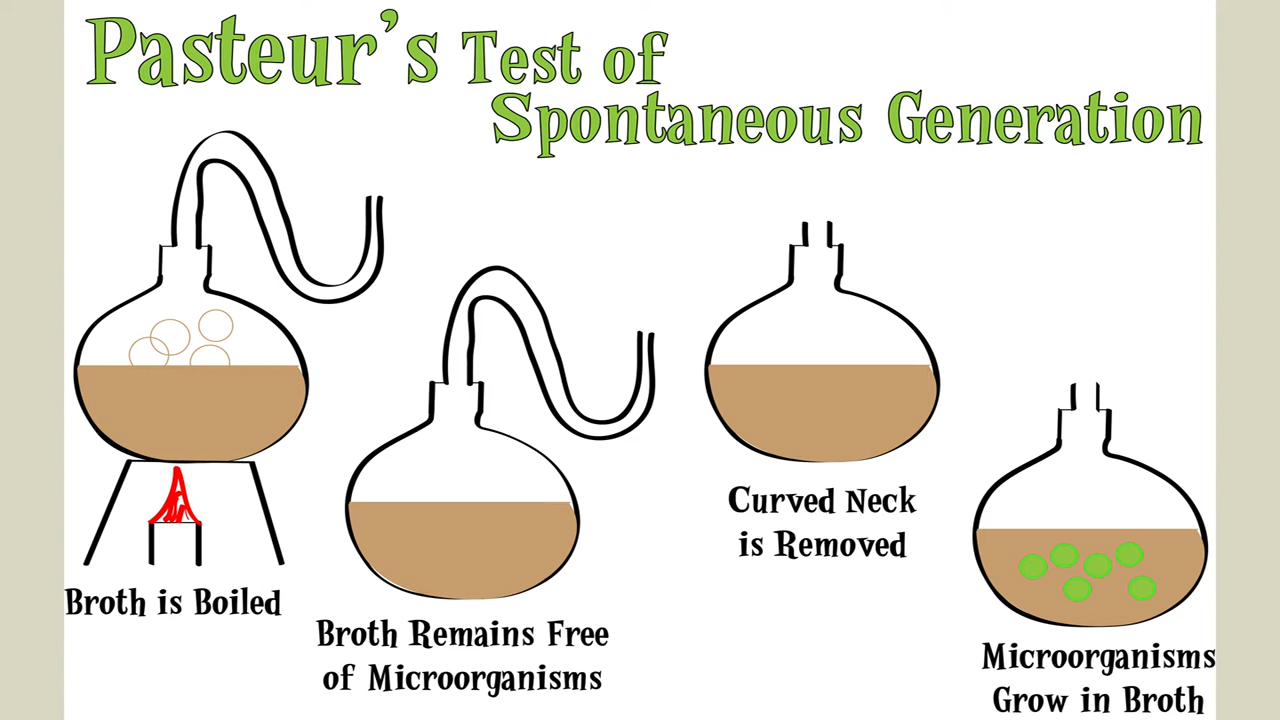 Pasteur's Test of
Spontaneous Generation
Broth is Boiled
Broth Remains Free
of Microorganisms
Curved Neck
is Removed
Microorganisms
Grow in Broth